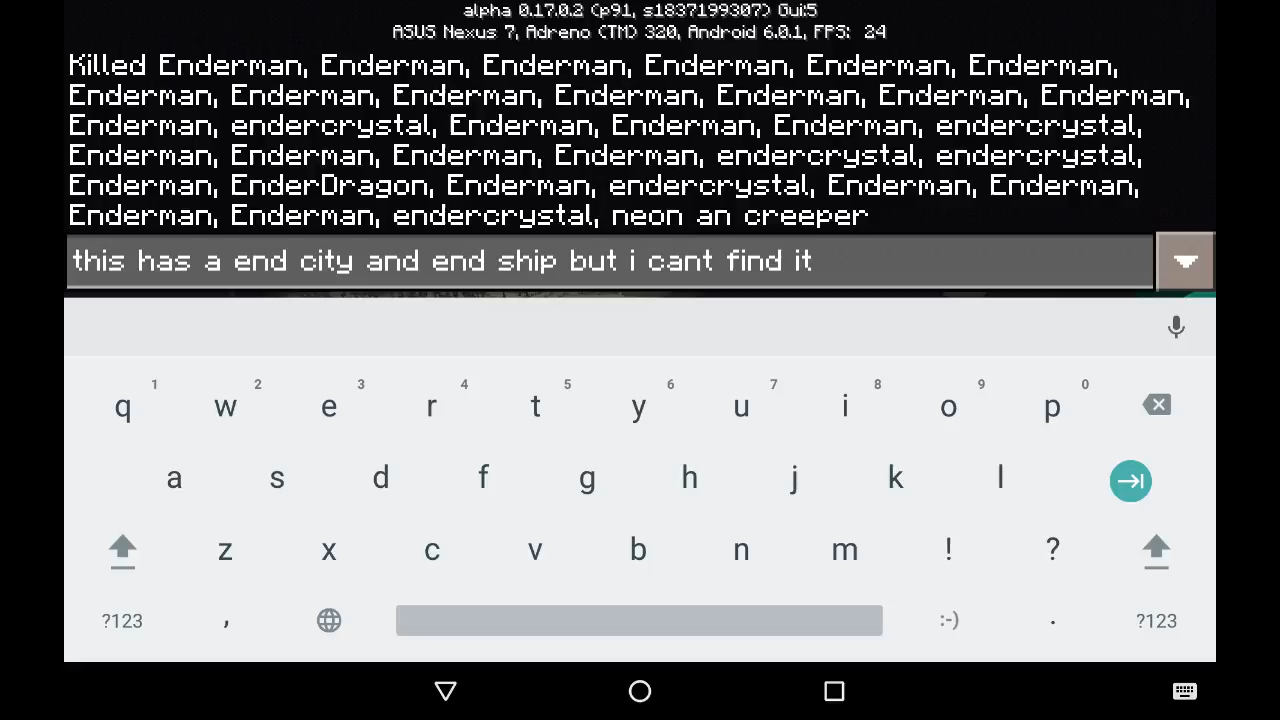 alpha 0.17.0.2 (p91, s1837199307) Gui:5
ASUS Nexus 7, Adreno (TM) 320, Android 6.0.1, FPS: 24
Killed Enderman, Enderman, Enderman, Enderman, Enderman, Enderman,
Enderman, Enderman, Enderman, Enderman, Enderman, Enderman, Enderman,
Enderman, endercrystal, Enderman, Enderman, Enderman, endercrystal,
Enderman, Enderman, Enderman, Enderman, endercrystal, endercrystal,
Enderman, EnderDragon, Enderman, endercrystal, Enderman, Enderman,
Enderman, Enderman, endercrystal, neon an creeper
this has a end city and end ship but i cant find it
1 2 3 4 5 6 7 8 9 0
q w e r t y u i o p
a s d f g h j k l
z x c v b n m ! ?
?123 , :-) . ?123